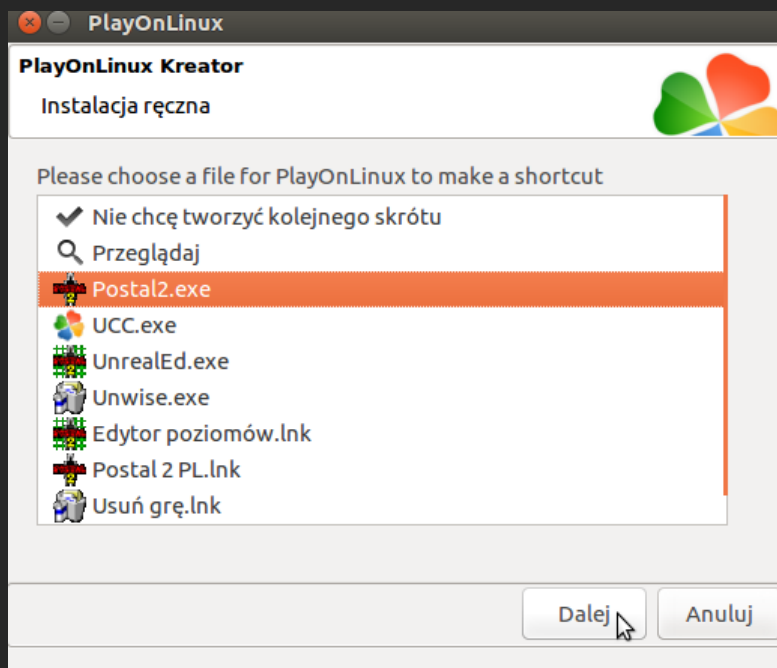 PlayOnLinux
PlayOnLinux Kreator
Instalacja ręczna
Please choose a file for PlayOnLinux to make a shortcut
Nie chcę tworzyć kolejnego skrótu
Przeglądaj
Postal2.exe
UCC.exe
UnrealEd.exe
Unwise.exe
Edytor poziomów.lnk
Postal 2 PL.lnk
Usuń grę.lnk
Dalej
Anuluj